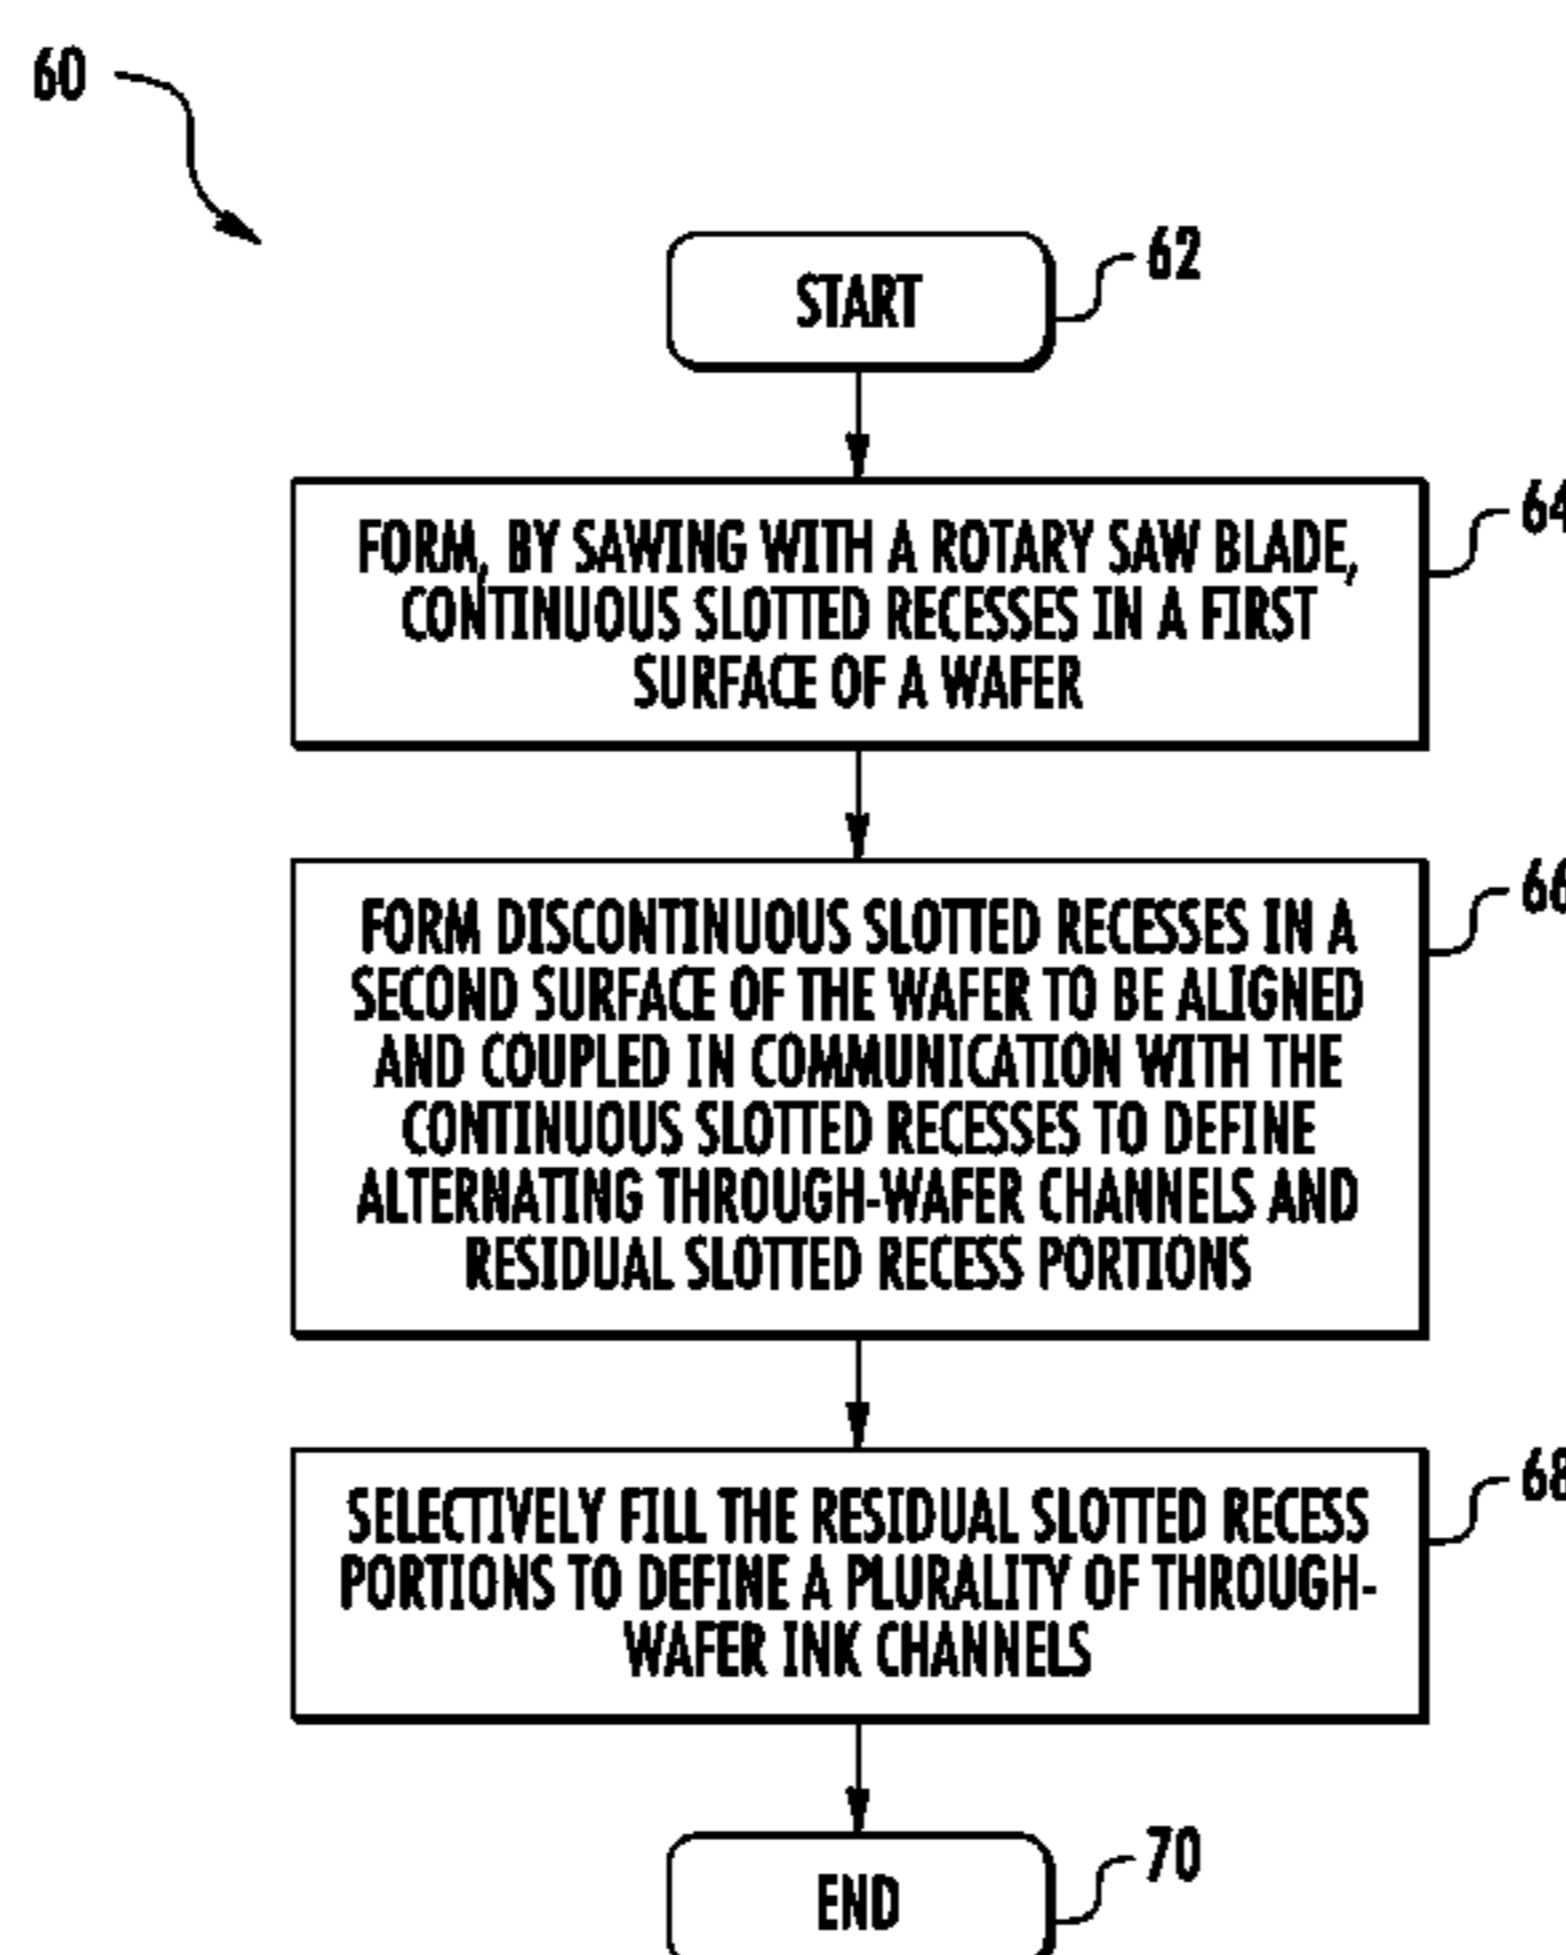 60
62
START
64
FORM, BY SAWING WITH A ROTARY SAW BLADE,
CONTINUOUS SLOTTED RECESSES IN A FIRST
SURFACE OF A WAFER
66
FORM DISCONTINUOUS SLOTTED RECESSES IN A
SECOND SURFACE OF THE WAFER TO BE ALIGNED
AND COUPLED IN COMMUNICATION WITH THE
CONTINUOUS SLOTTED RECESSES TO DEFINE
ALTERNATING THROUGH-WAFER CHANNELS AND
RESIDUAL SLOTTED RECESS PORTIONS
68
SELECTIVELY FILL THE RESIDUAL SLOTTED RECESS
PORTIONS TO DEFINE A PLURALITY OF THROUGH-
WAFER INK CHANNELS
70
END